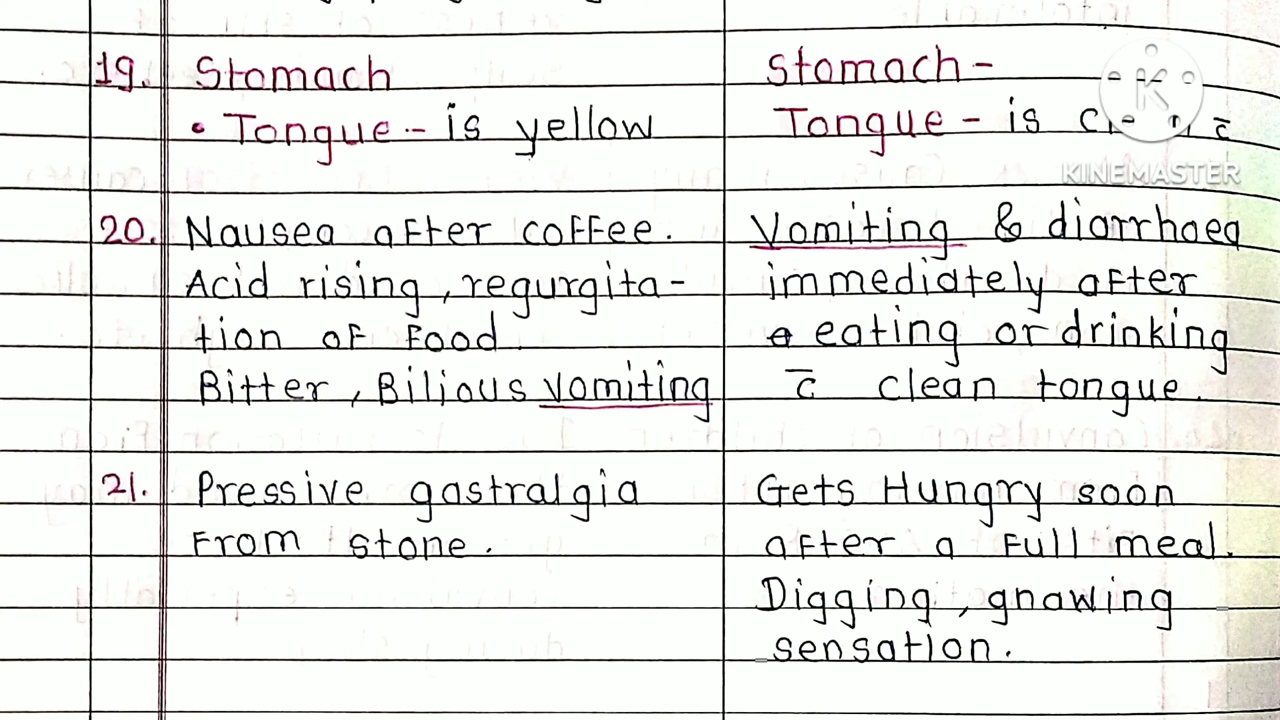 19. Stomach
• Tongue - is yellow
Stomach -
Tongue - is c̄
KINEMASTER
20. Nausea after coffee.
Acid rising, regurgita-
tion of food
Bitter, Bilious vomiting
Vomiting & diarrhoea
immediately after
eating or drinking
c̄ clean tongue.
21. Pressive gastralgia
From stone.
Gets Hungry soon
after a full meal.
Digging, gnawing
sensation.